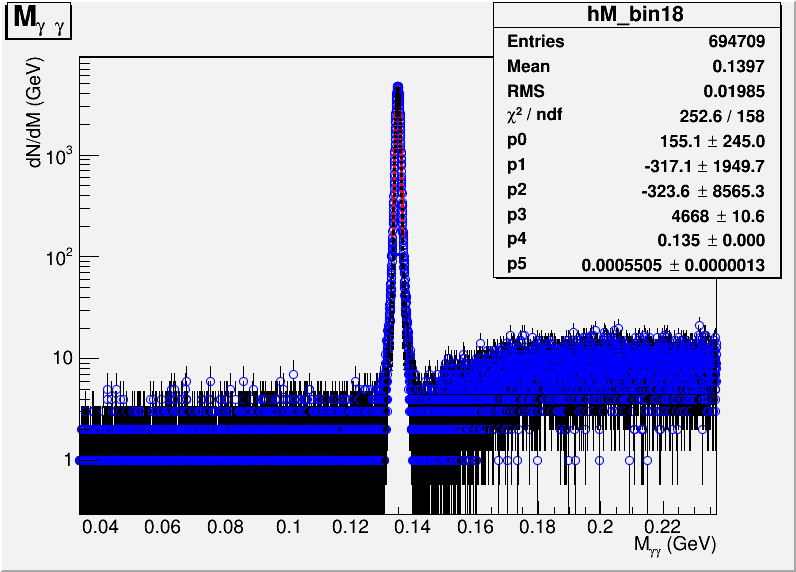 Mγ γ
hM_bin18
Entries 694709
Mean 0.1397
RMS 0.01985
χ² / ndf 252.6 / 158
p0 155.1 ± 245.0
p1 -317.1 ± 1949.7
p2 -323.6 ± 8565.3
p3 4668 ± 10.6
p4 0.135 ± 0.000
p5 0.0005505 ± 0.0000013
dN/dM (GeV)
10³
10²
10
1
0.04 0.06 0.08 0.1 0.12 0.14 0.16 0.18 0.2 0.22
Mγγ (GeV)